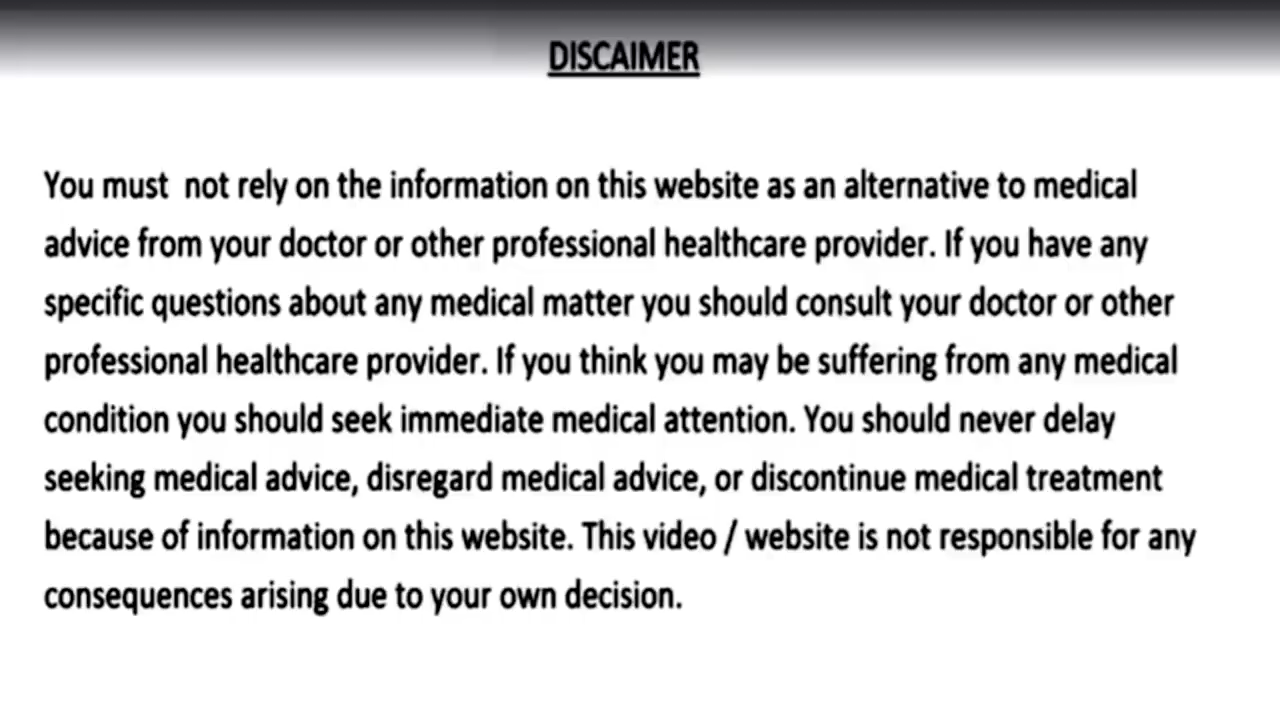 DISCAIMER
You must  not rely on the information on this website as an alternative to medical
advice from your doctor or other professional healthcare provider. If you have any
specific questions about any medical matter you should consult your doctor or other
professional healthcare provider. If you think you may be suffering from any medical
condition you should seek immediate medical attention. You should never delay
seeking medical advice, disregard medical advice, or discontinue medical treatment
because of information on this website. This video / website is not responsible for any
consequences arising due to your own decision.